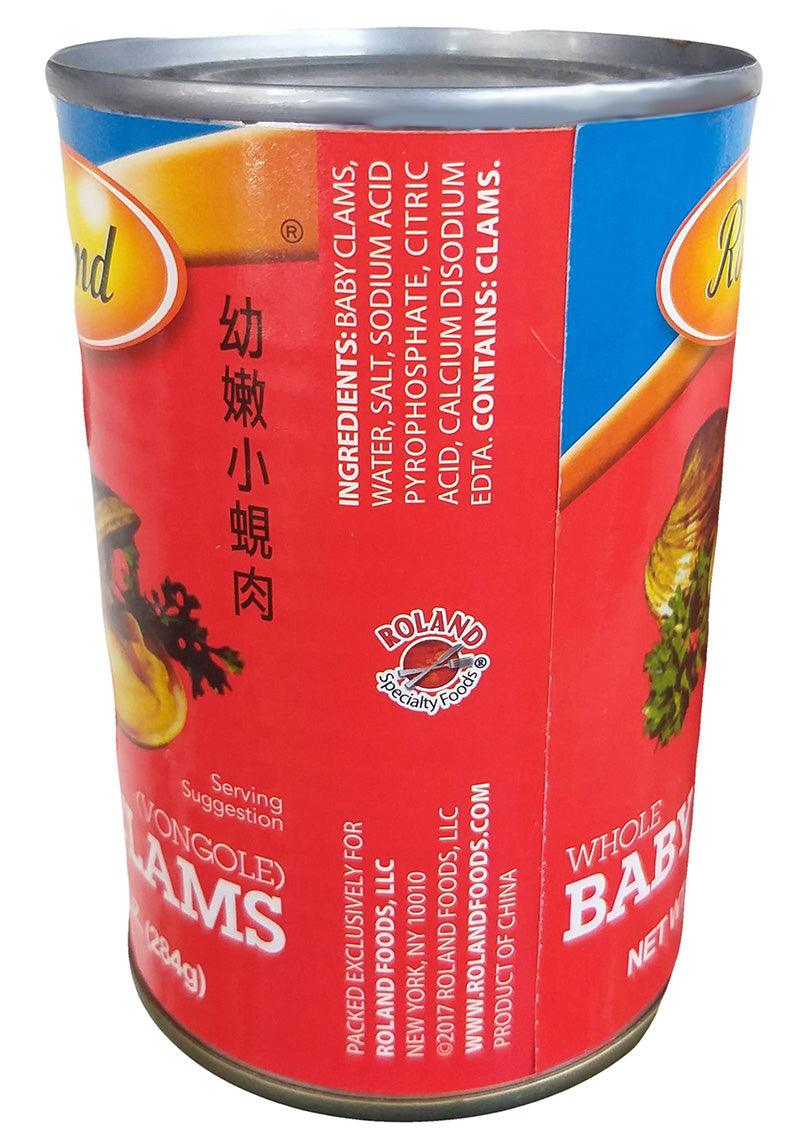 ®
幼嫩小蜆肉
Serving
Suggestion
(VONGOLE)
(284g)
INGREDIENTS: BABY CLAMS,
WATER, SALT, SODIUM ACID
PYROPHOSPHATE, CITRIC
ACID, CALCIUM DISODIUM
EDTA. CONTAINS: CLAMS.
ROLAND
Specialty Foods®
PACKED EXCLUSIVELY FOR
ROLAND FOODS, LLC
NEW YORK, NY 10010
©2017 ROLAND FOODS, LLC
WWW.ROLANDFOODS.COM
PRODUCT OF CHINA
WHOLE
BABY
NET